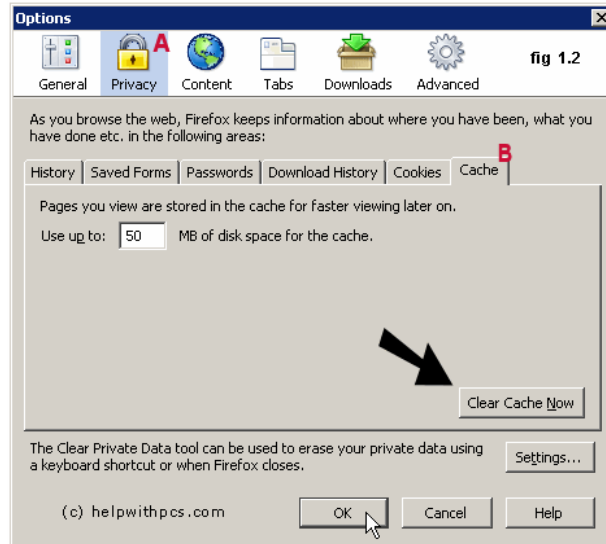 Options
A
fig 1.2
General Privacy Content Tabs Downloads Advanced
As you browse the web, Firefox keeps information about where you have been, what you
have done etc. in the following areas:
B
History Saved Forms Passwords Download History Cookies Cache
Pages you view are stored in the cache for faster viewing later on.
Use up to: 50 MB of disk space for the cache.
Clear Cache Now
The Clear Private Data tool can be used to erase your private data using
a keyboard shortcut or when Firefox closes.
Settings...
(c) helpwithpcs.com OK Cancel Help